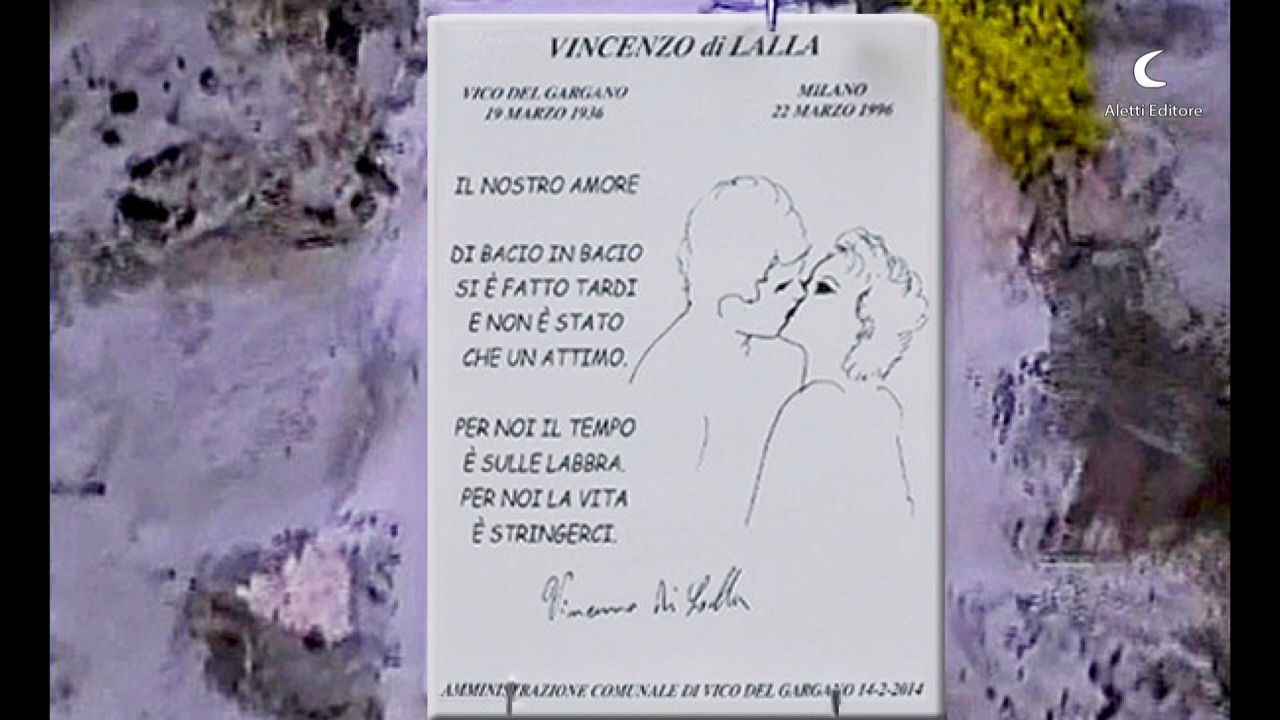 VINCENZO di LALLA
VICO DEL GARGANO
19 MARZO 1936
MILANO
22 MARZO 1996
IL NOSTRO AMORE
DI BACIO IN BACIO
SI È FATTO TARDI
E NON È STATO
CHE UN ATTIMO.
PER NOI IL TEMPO
È SULLE LABBRA.
PER NOI LA VITA
È STRINGERCI.
Vincenzo di Lalla
AMMINISTRAZIONE COMUNALE DI VICO DEL GARGANO 14-2-2014
Aletti Editore